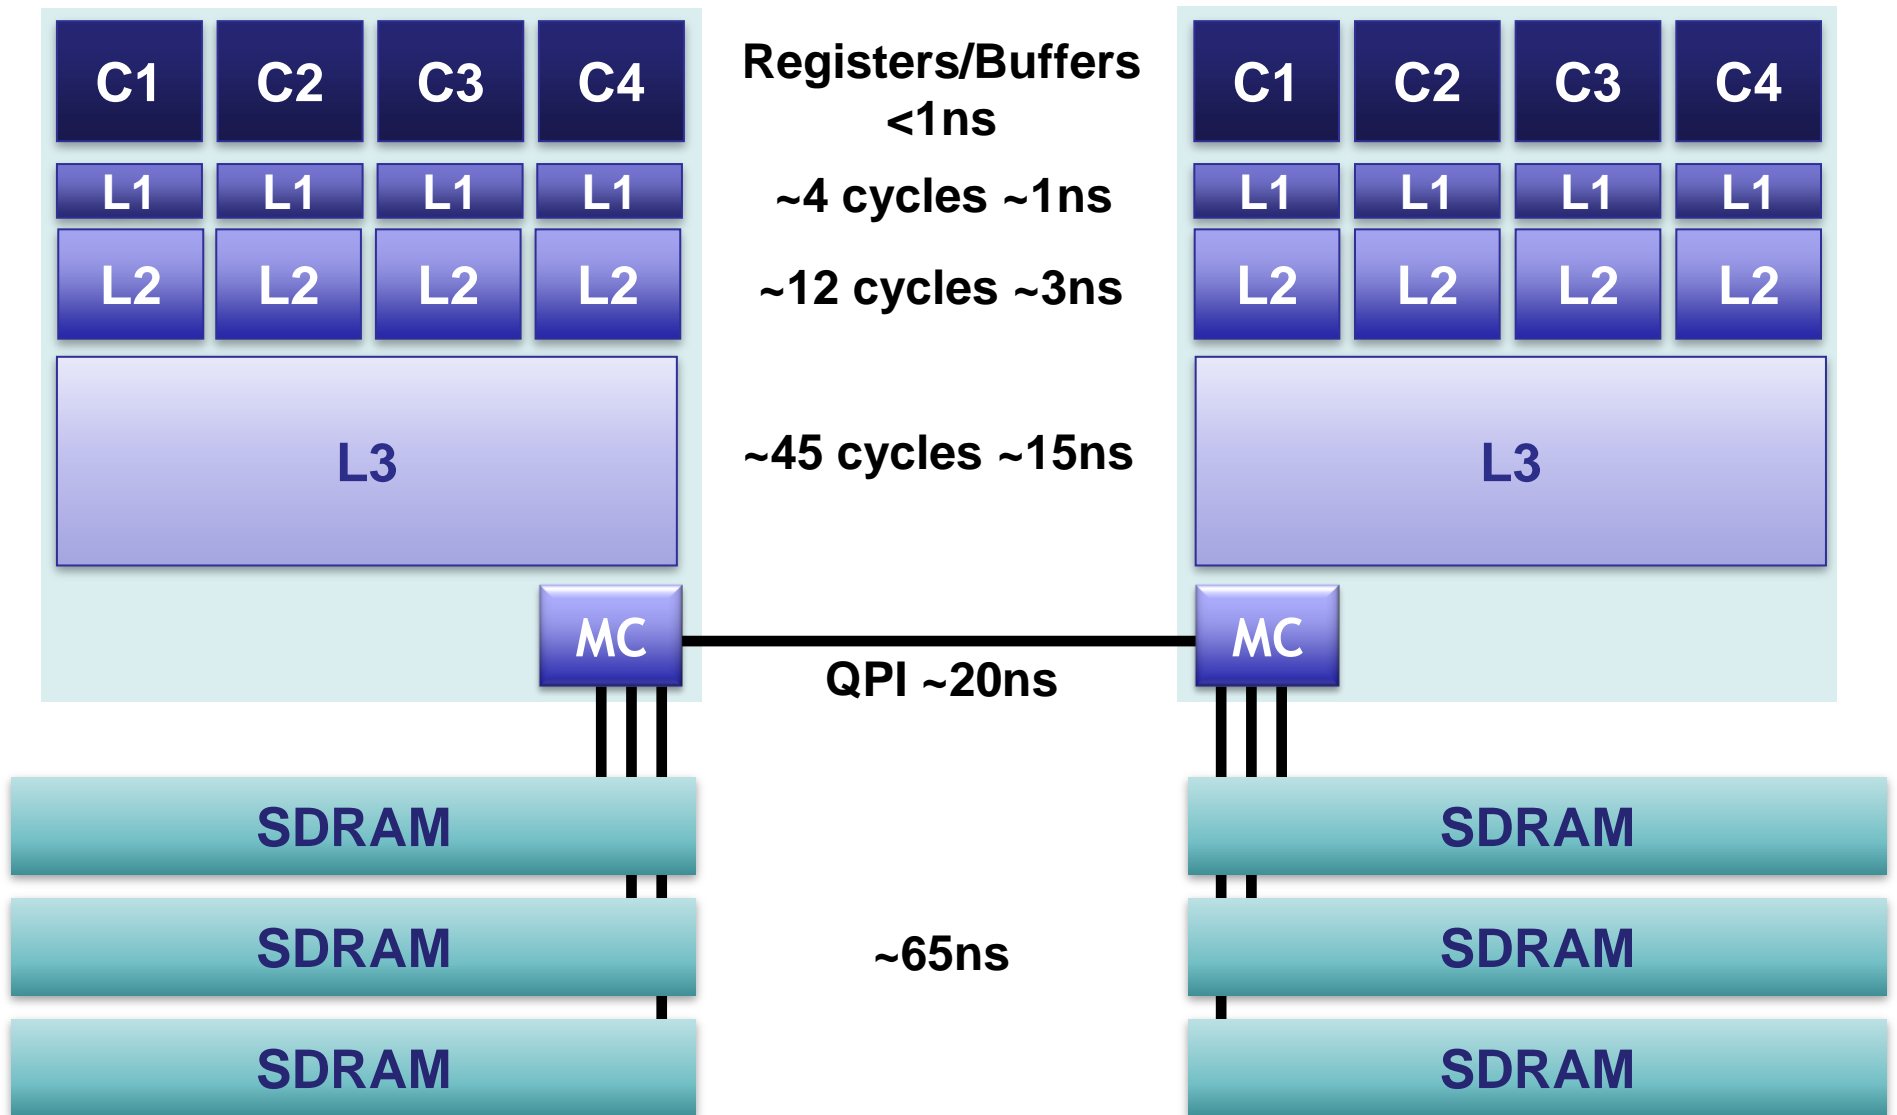 C1 C2 C3 C4 Registers/Buffers C1 C2 C3 C4
<1ns
L1 L1 L1 L1 ~4 cycles ~1ns L1 L1 L1 L1
L2 L2 L2 L2 ~12 cycles ~3ns L2 L2 L2 L2
L3 ~45 cycles ~15ns L3
MC MC
QPI ~20ns
SDRAM SDRAM
SDRAM ~65ns SDRAM
SDRAM SDRAM